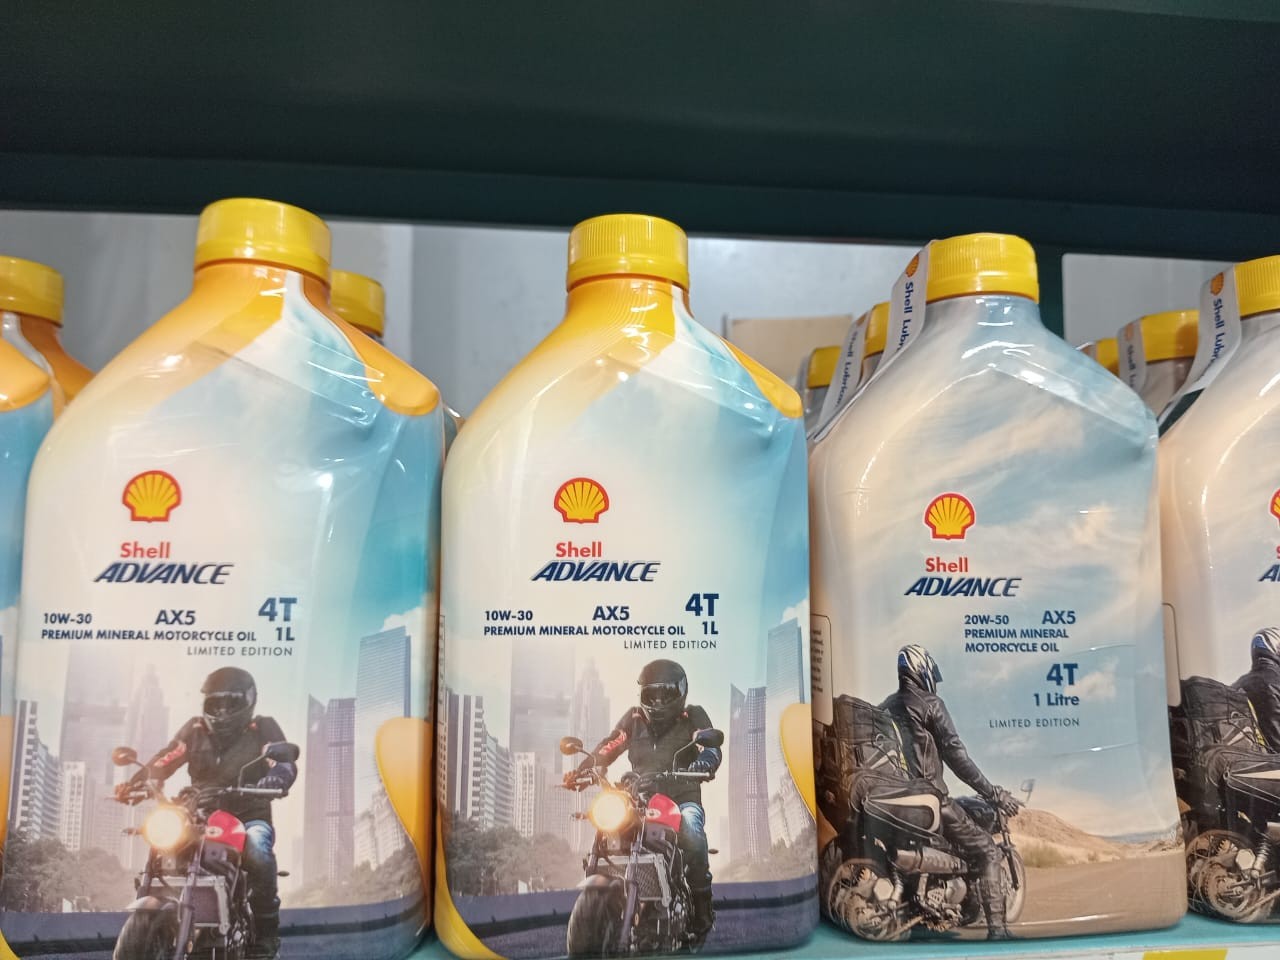 Shell
ADVANCE
10W-30 AX5 4T
PREMIUM MINERAL MOTORCYCLE OIL 1L
LIMITED EDITION
Shell
ADVANCE
10W-30 AX5 4T
PREMIUM MINERAL MOTORCYCLE OIL 1L
LIMITED EDITION
Shell
Shell
ADVANCE
20W-50 AX5
PREMIUM MINERAL
MOTORCYCLE OIL
4T
1 Litre
LIMITED EDITION
Shell